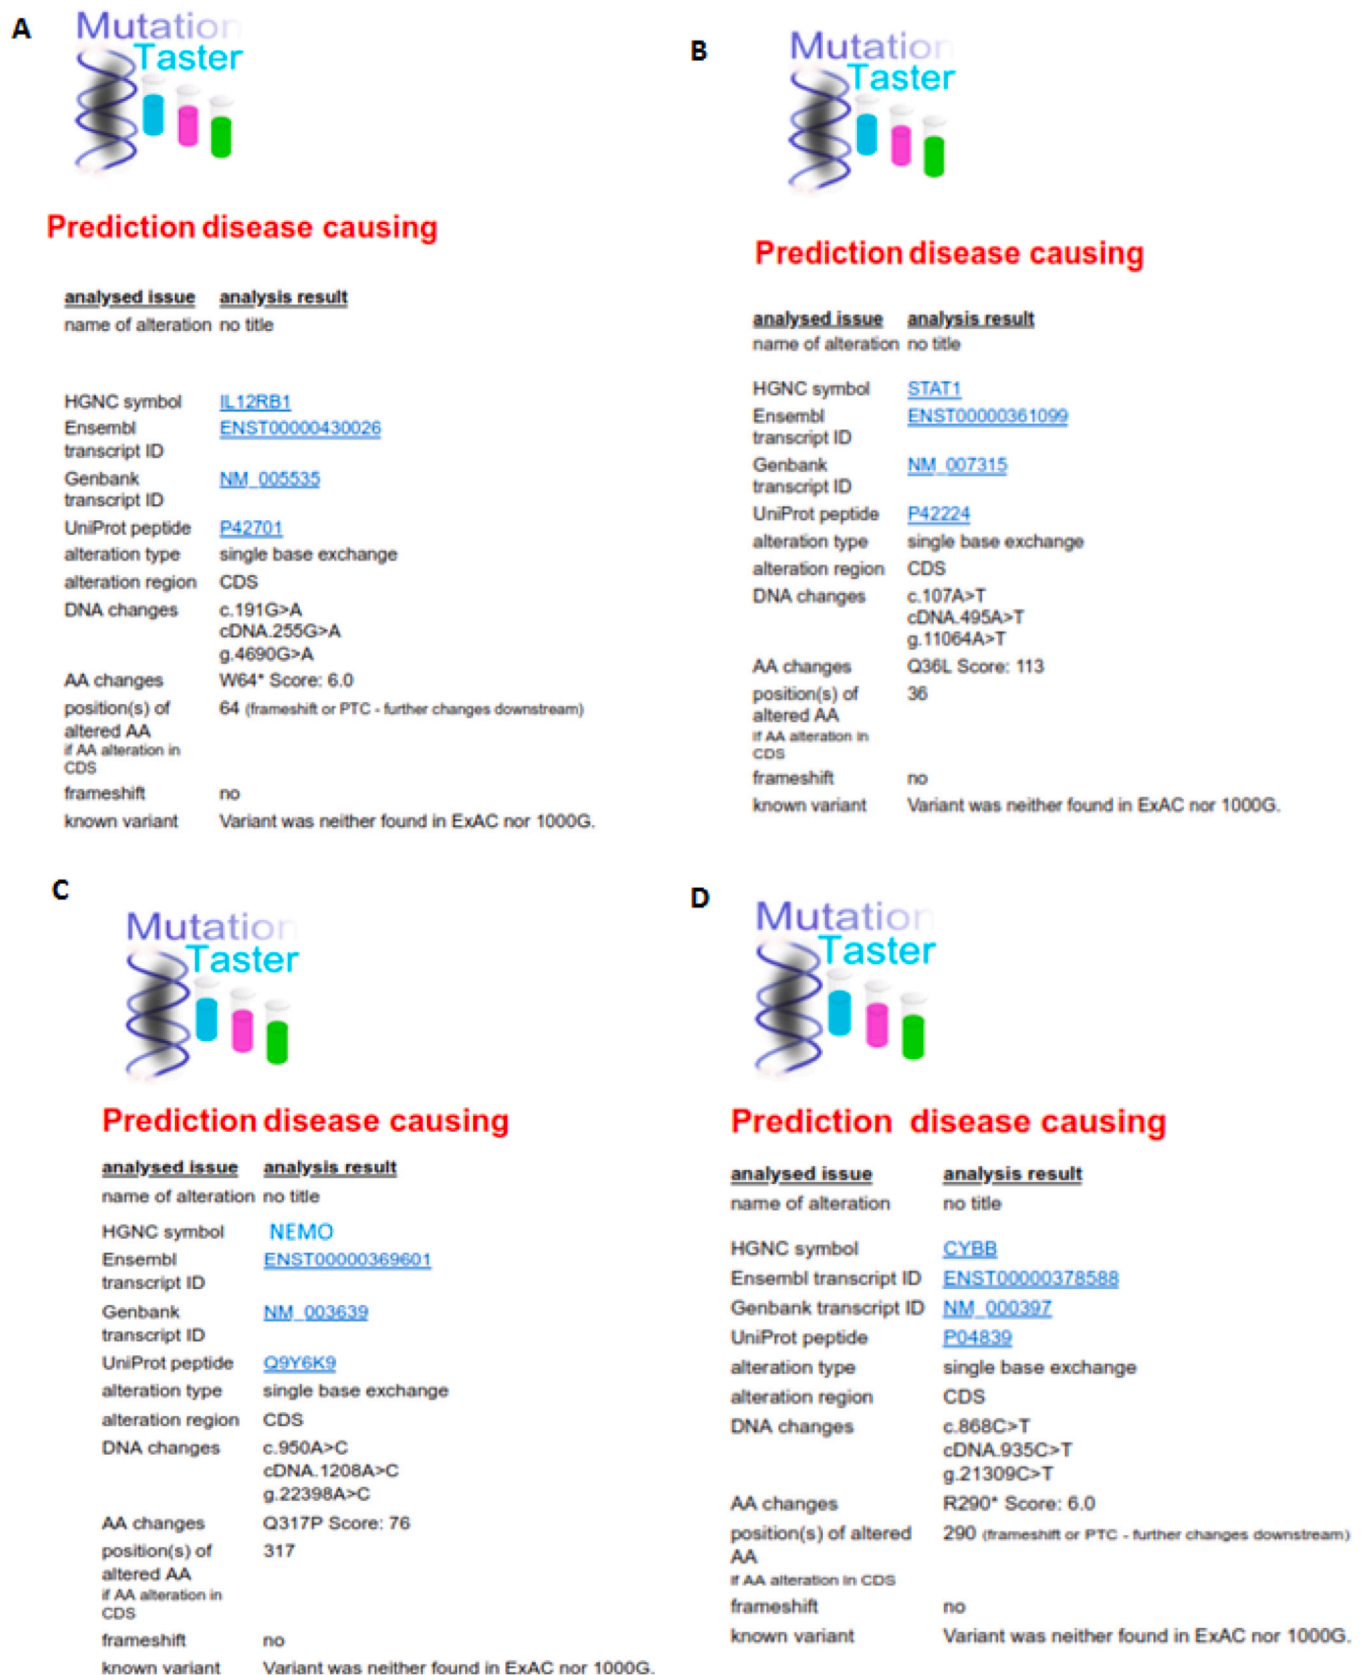 A
Mutation
Taster
Prediction disease causing
analysed issue analysis result
name of alteration no title
HGNC symbol IL12RB1
Ensembl ENST00000430026
transcript ID
Genbank NM_005535
transcript ID
UniProt peptide P42701
alteration type single base exchange
alteration region CDS
DNA changes c.191G>A
cDNA.255G>A
g.4690G>A
AA changes W64* Score: 6.0
position(s) of 64 (frameshift or PTC - further changes downstream)
altered AA
if AA alteration in
CDS
frameshift no
known variant Variant was neither found in ExAC nor 1000G.
B
Mutation
Taster
Prediction disease causing
analysed issue analysis result
name of alteration no title
HGNC symbol STAT1
Ensembl ENST00000361099
transcript ID
Genbank NM_007315
transcript ID
UniProt peptide P42224
alteration type single base exchange
alteration region CDS
DNA changes c.107A>T
cDNA.495A>T
g.11064A>T
AA changes Q36L Score: 113
position(s) of 36
altered AA
if AA alteration in
CDS
frameshift no
known variant Variant was neither found in ExAC nor 1000G.
C
Mutation
Taster
Prediction disease causing
analysed issue analysis result
name of alteration no title
HGNC symbol NEMO
Ensembl ENST00000369601
transcript ID
Genbank NM_003639
transcript ID
UniProt peptide Q9Y6K9
alteration type single base exchange
alteration region CDS
DNA changes c.950A>C
cDNA.1208A>C
g.22398A>C
AA changes Q317P Score: 76
position(s) of 317
altered AA
if AA alteration in
CDS
frameshift no
known variant Variant was neither found in ExAC nor 1000G.
D
Mutation
Taster
Prediction disease causing
analysed issue analysis result
name of alteration no title
HGNC symbol CYBB
Ensembl transcript ID ENST00000378588
Genbank transcript ID NM_000397
UniProt peptide P04839
alteration type single base exchange
alteration region CDS
DNA changes c.868C>T
cDNA.935C>T
g.21309C>T
AA changes R290* Score: 6.0
position(s) of altered 290 (frameshift or PTC - further changes downstream)
AA
if AA alteration in CDS
frameshift no
known variant Variant was neither found in ExAC nor 1000G.